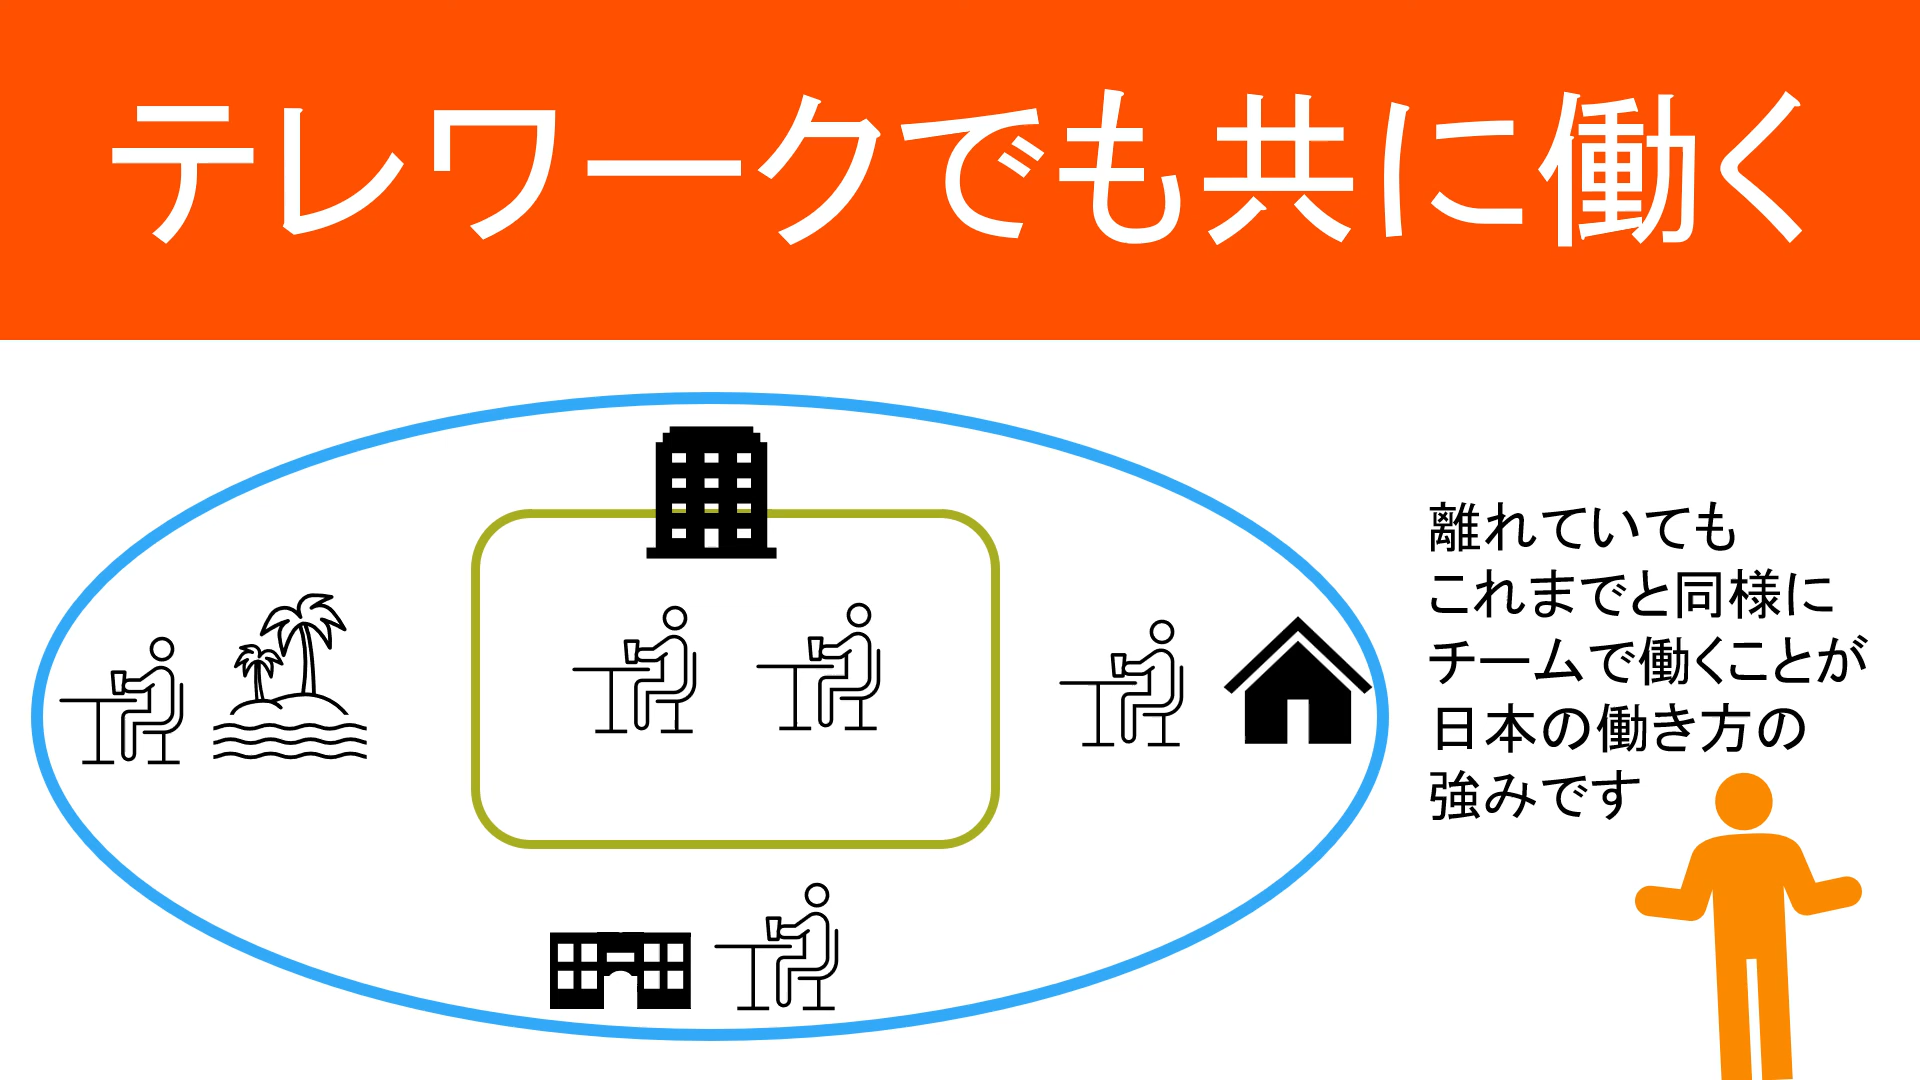 テレワークでも共に働く
離れていても
これまでと同様に
チームで働くことが
日本の働き方の
強みです